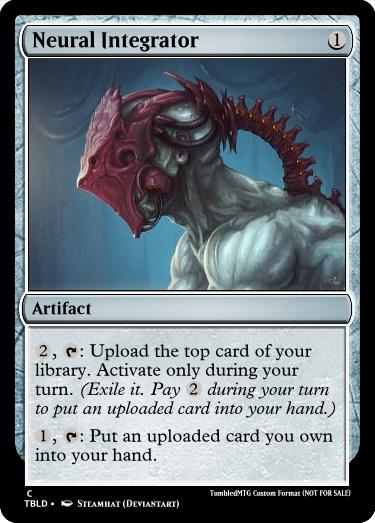 Neural Integrator 1
Artifact
2, T: Upload the top card of your
library. Activate only during your
turn. (Exile it. Pay 2 during your turn
to put an uploaded card into your hand.)
1, T: Put an uploaded card you own
into your hand.
C
TBLD • STEAMHAT (DEVIANTART)
TumbledMTG Custom Format (NOT FOR SALE)